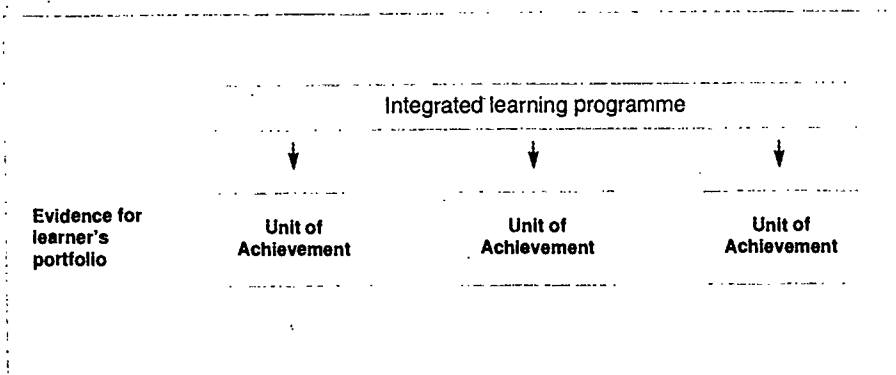 Integrated learning programme
Evidence for
learner's
portfolio
Unit of
Achievement
Unit of
Achievement
Unit of
Achievement